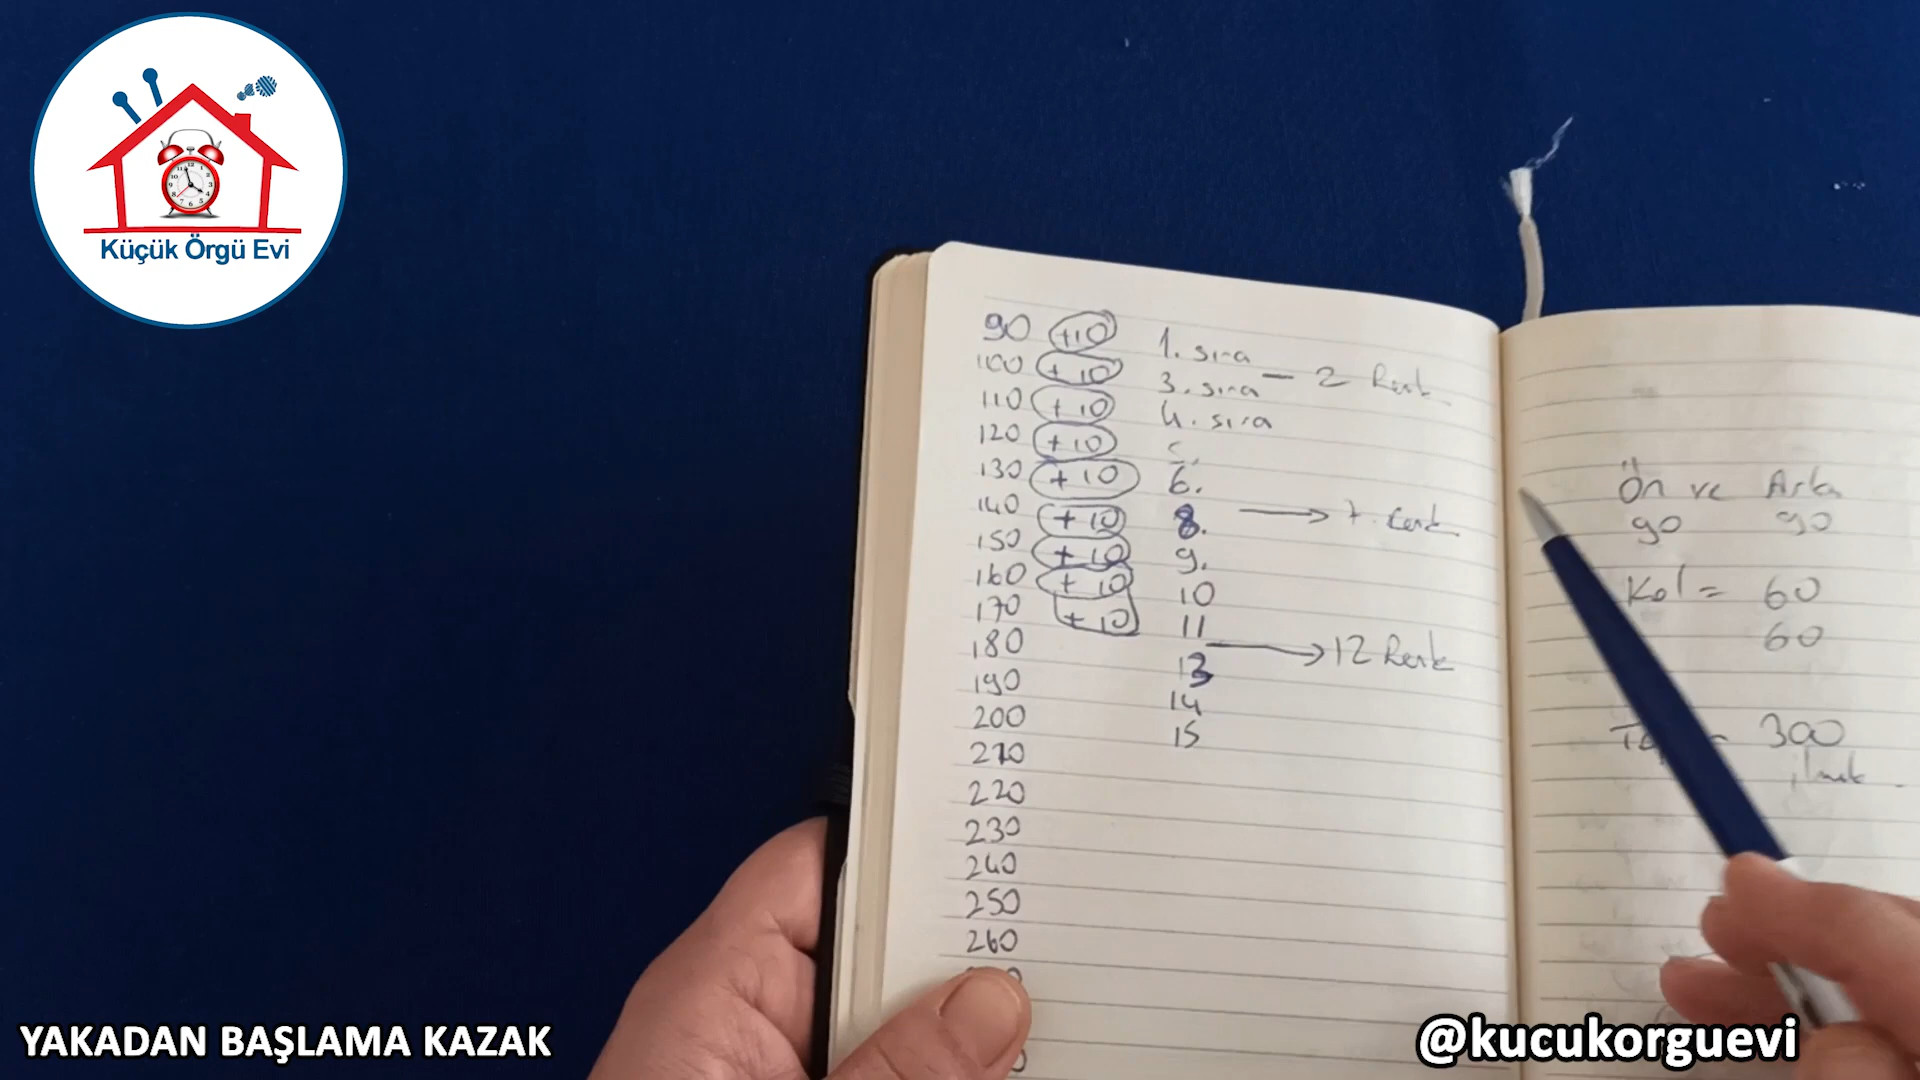 Küçük Örgü Evi
90 +10 1. sıra
100 +10 3. sıra — 2 Renk
110 +10 4. sıra
120 +10
130 +10 6.
140 +10 8. → 7. Renk
150 +10 9.
160 +10 10
170 +10 11
180 → 12 Renk
190 13
200 14
210 15
220
230
240
250
260
Ön ve Arka
90 90
Kol = 60
60
300
ilmek
YAKADAN BAŞLAMA KAZAK
@kucukorguevi